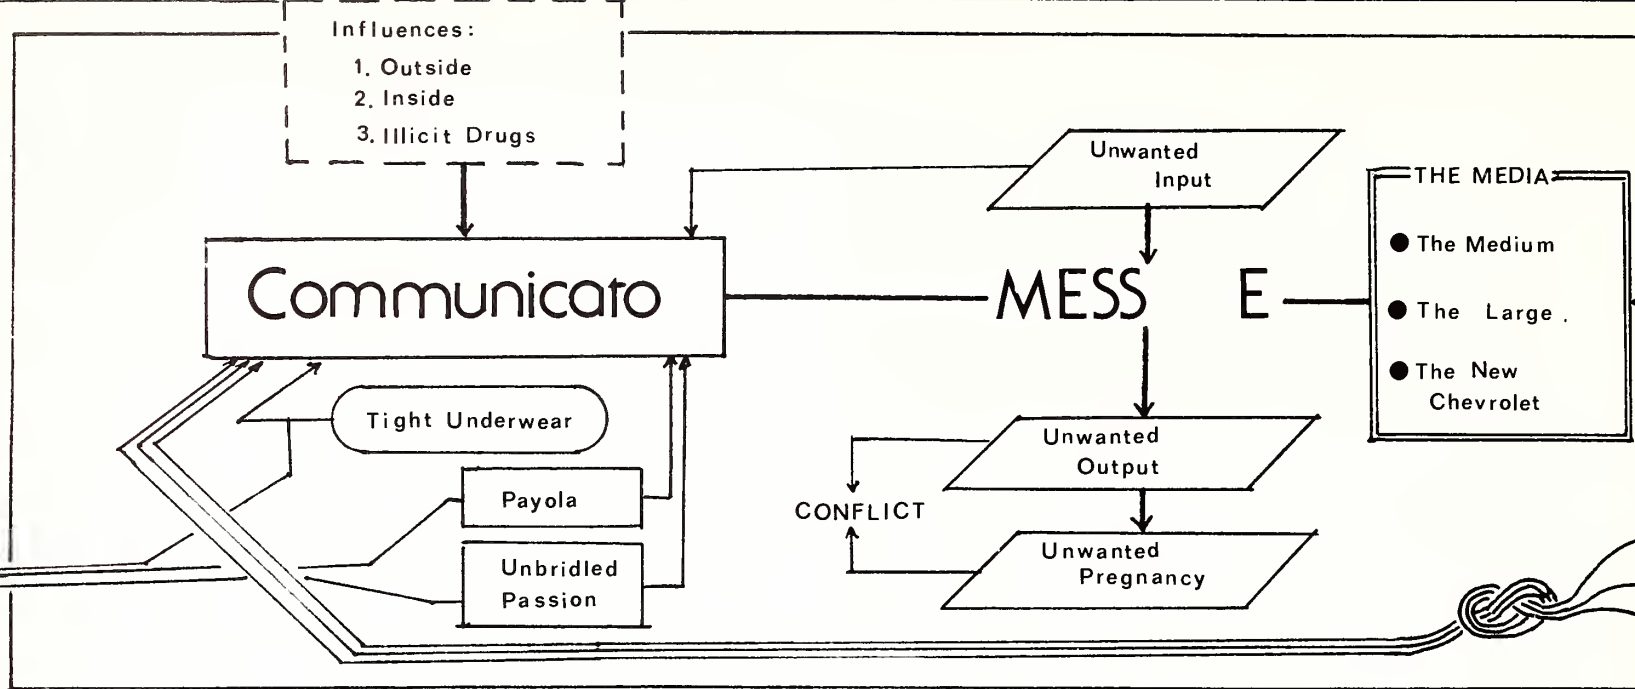 Influences:
1. Outside
2. Inside
3. Illicit Drugs
Unwanted
Input
THE MEDIA
The Medium
The Large.
The New
Chevrolet
Communicato
MESS E
Tight Underwear
Payola
Unbridled
Passion
Unwanted
Output
CONFLICT
Unwanted
Pregnancy